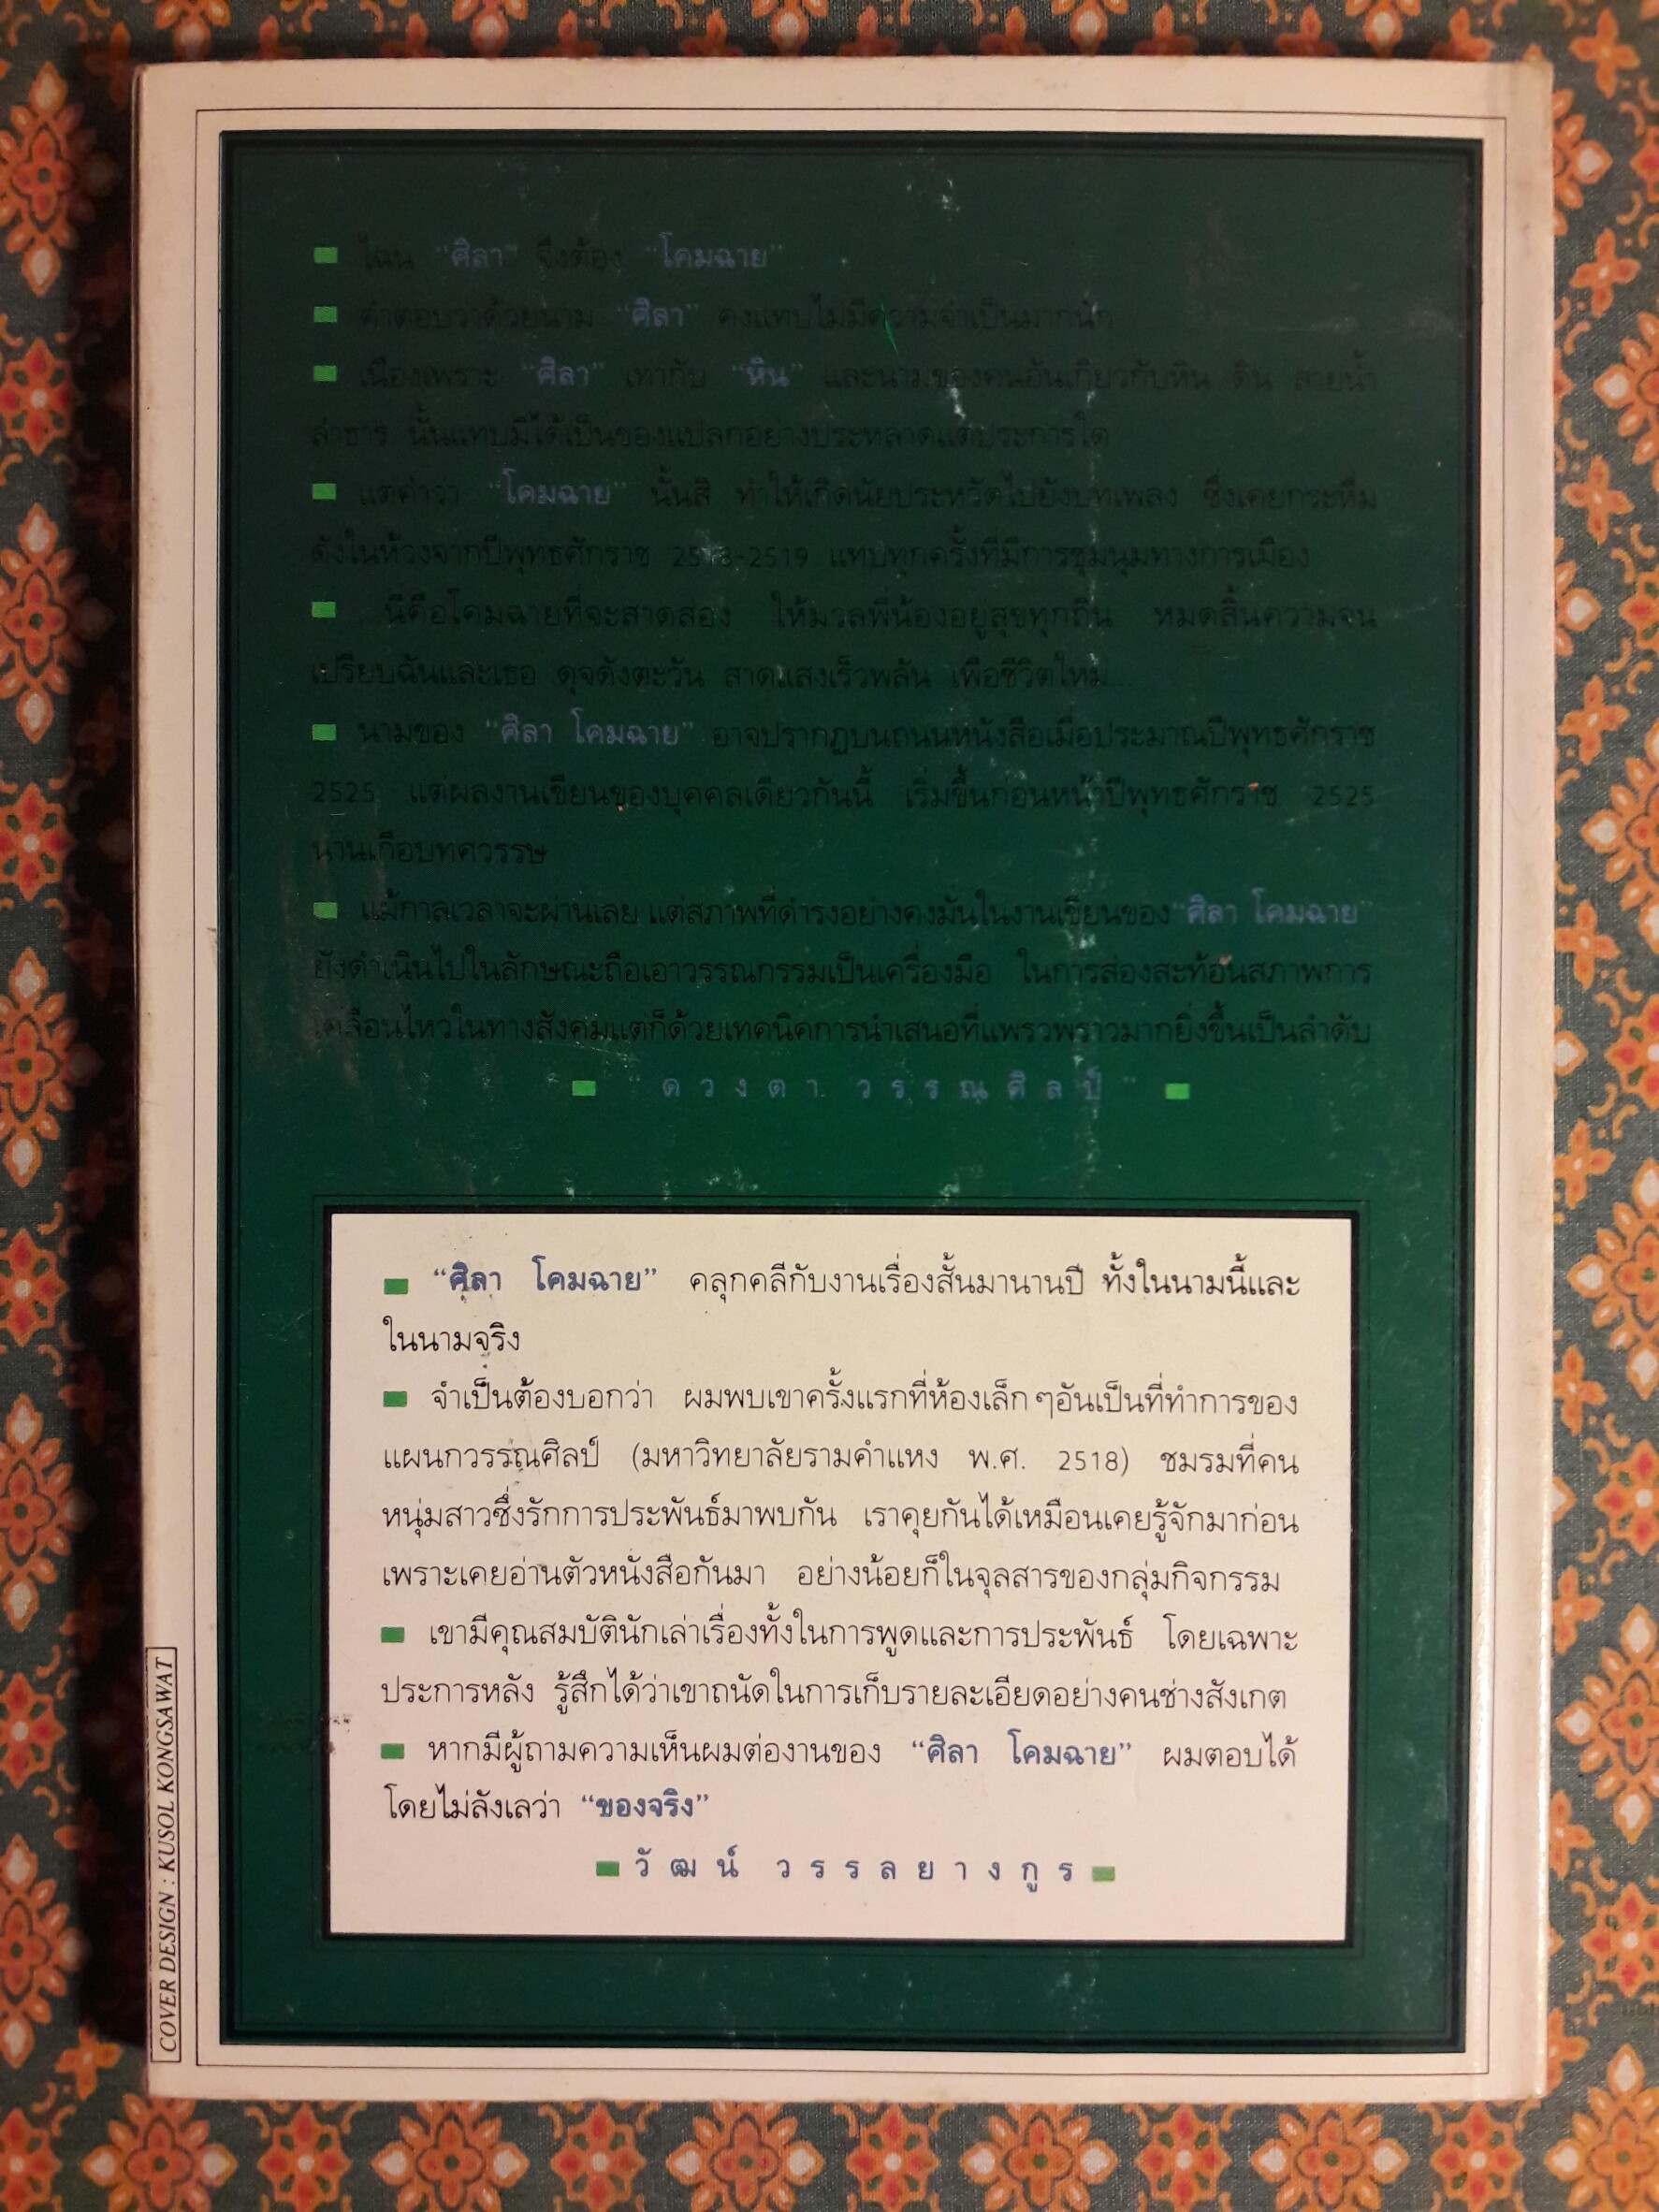 ไฉน “ศิลา” จึงต้อง “โคมฉาย”
คำตอบว่าด้วยนาม “ศิลา” คงแทบไม่มีความจำเป็นมากนัก
เนื่องเพราะ “ศิลา” เท่ากับ “หิน” และนามของคนอันเกี่ยวกับหิน ดิน สายน้ำ
ลำธาร นั้นแทบมิได้เป็นของแปลกอย่างประหลาดแต่ประการใด
แต่คำว่า “โคมฉาย” นั้นสิ ทำให้เกิดนัยประหวัดไปยังบทเพลง ซึ่งเคยกระหึ่ม
ดังในห้วงจากปีพุทธศักราช 2518-2519 แทบทุกครั้งที่มีการชุมนุมทางการเมือง
นี่คือโคมฉายที่จะสาดส่อง ให้มวลพี่น้องอยู่สุขทุกถิ่น หมดสิ้นความจน
เปรียบฉันและเธอ ดุจดังตะวัน สาดแสงเร็วพลัน เพื่อชีวิตใหม่...
นามของ “ศิลา โคมฉาย” อาจปรากฏบนถนนหนังสือเมื่อประมาณปีพุทธศักราช
2525 แต่ผลงานเขียนของบุคคลเดียวกันนี้ เริ่มขึ้นก่อนหน้าปีพุทธศักราช 2525
นานเกือบทศวรรษ
แม้กาลเวลาจะผ่านเลย แต่สภาพที่ดำรงอย่างคงมั่นในงานเขียนของ “ศิลา โคมฉาย”
ยังดำเนินไปในลักษณะถือเอาวรรณกรรมเป็นเครื่องมือ ในการส่องสะท้อนสภาพการ
เคลื่อนไหวในทางสังคมแต่ก็ด้วยเทคนิคการนำเสนอที่แพรวพราวมากยิ่งขึ้นเป็นลำดับ
“ดวงตา วรรณศิลป์”
“ศิลา โคมฉาย” คลุกคลีกับงานเรื่องสั้นมานานปี ทั้งในนามนี้และ
ในนามจริง
จำเป็นต้องบอกว่า ผมพบเขาครั้งแรกที่ห้องเล็กๆอันเป็นที่ทำการของ
แผนกวรรณศิลป์ (มหาวิทยาลัยรามคำแหง พ.ศ. 2518) ชมรมที่คน
หนุ่มสาวซึ่งรักการประพันธ์มาพบกัน เราคุยกันได้เหมือนเคยรู้จักมาก่อน
เพราะเคยอ่านตัวหนังสือกันมา อย่างน้อยก็ในจุลสารของกลุ่มกิจกรรม
เขามีคุณสมบัตินักเล่าเรื่องทั้งในการพูดและการประพันธ์ โดยเฉพาะ
ประการหลัง รู้สึกได้ว่าเขาถนัดในการเก็บรายละเอียดอย่างคนช่างสังเกต
หากมีผู้ถามความเห็นผมต่องานของ “ศิลา โคมฉาย” ผมตอบได้
โดยไม่ลังเลว่า “ของจริง”
วัฒน์ วรรลยางกูร
COVER DESIGN : KUSOL KONGSAWAT